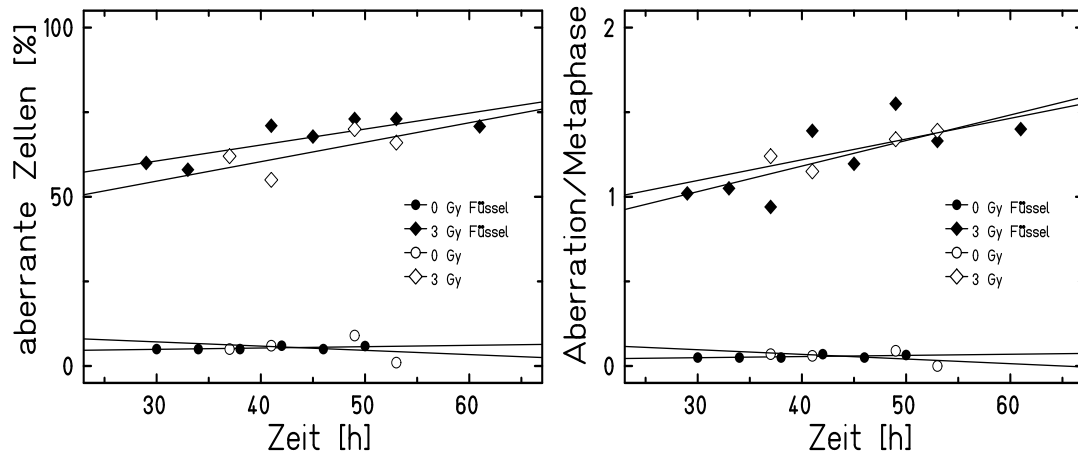 aberrante Zellen [%]
100
50
0
0 Gy Füssel
3 Gy Füssel
0 Gy
3 Gy
30 40 50 60
Zeit [h]
Aberration/Metaphase
2
1
0
0 Gy Füssel
3 Gy Füssel
0 Gy
3 Gy
30 40 50 60
Zeit [h]